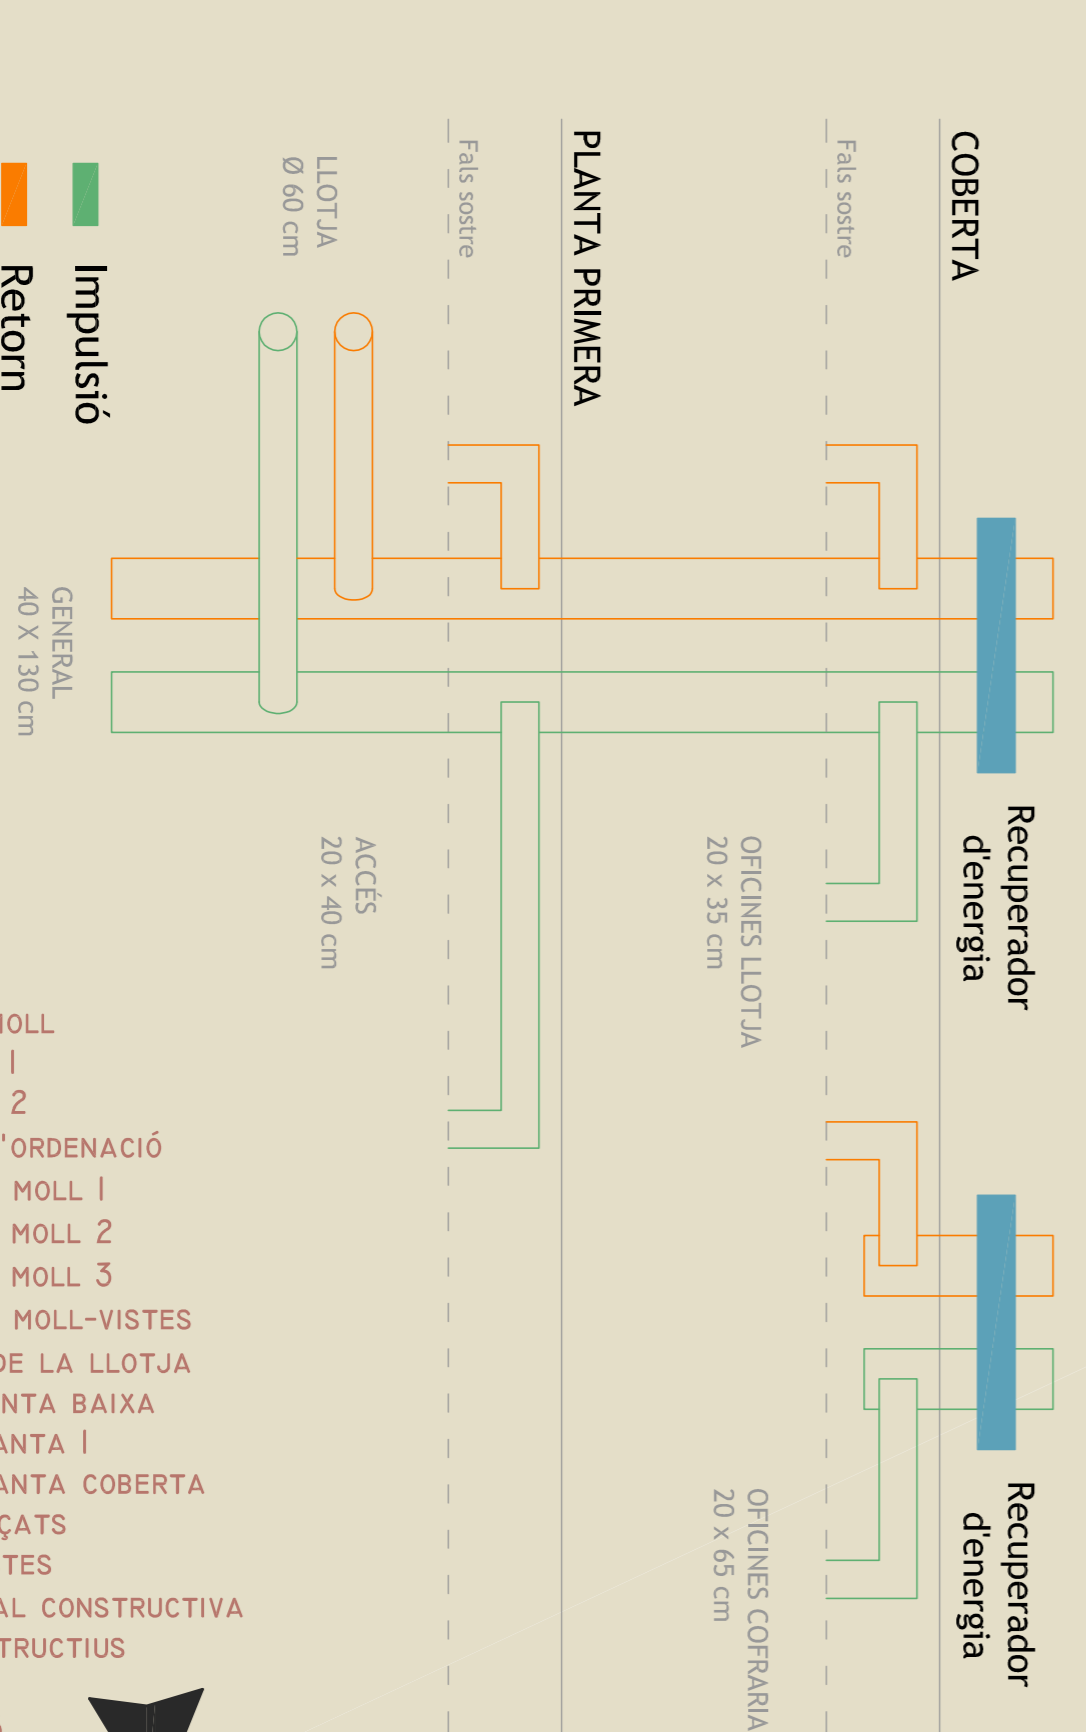 COBERTA
Fals sostre
PLANTA PRIMERA
Fals sostre
LLOTJA
Ø 60 cm
Impulsió
Retorn
Recuperador
d'energia
OFICINES LLOTJA
20 x 35 cm
ACCÉS
20 x 40 cm
GENERAL
40 X 130 cm
Recuperador
d'energia
OFICINES COFRARIA
20 x 65 cm
MOLL
1
2
'ORDENACIÓ
MOLL 1
MOLL 2
MOLL 3
MOLL-VISTES
DE LA LLOTJA
NTA BAIXA
ANTA 1
ANTA COBERTA
ÇATS
TES
AL CONSTRUCTIVA
TRUCTIUS